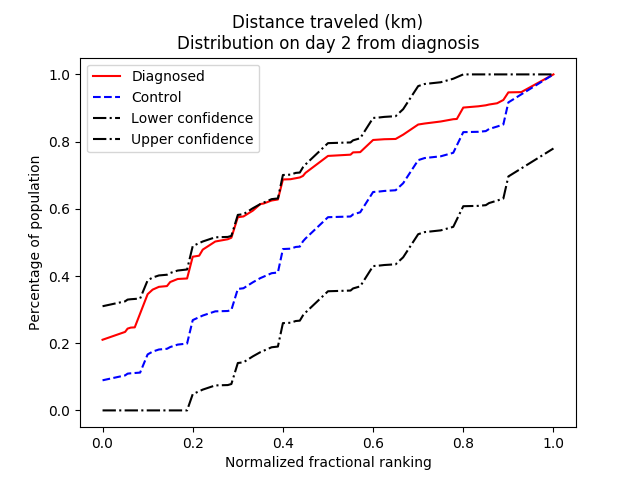 Distance traveled (km)
Distribution on day 2 from diagnosis
Diagnosed
Control
Lower confidence
Upper confidence
Percentage of population
1.0
0.8
0.6
0.4
0.2
0.0
0.0 0.2 0.4 0.6 0.8 1.0
Normalized fractional ranking